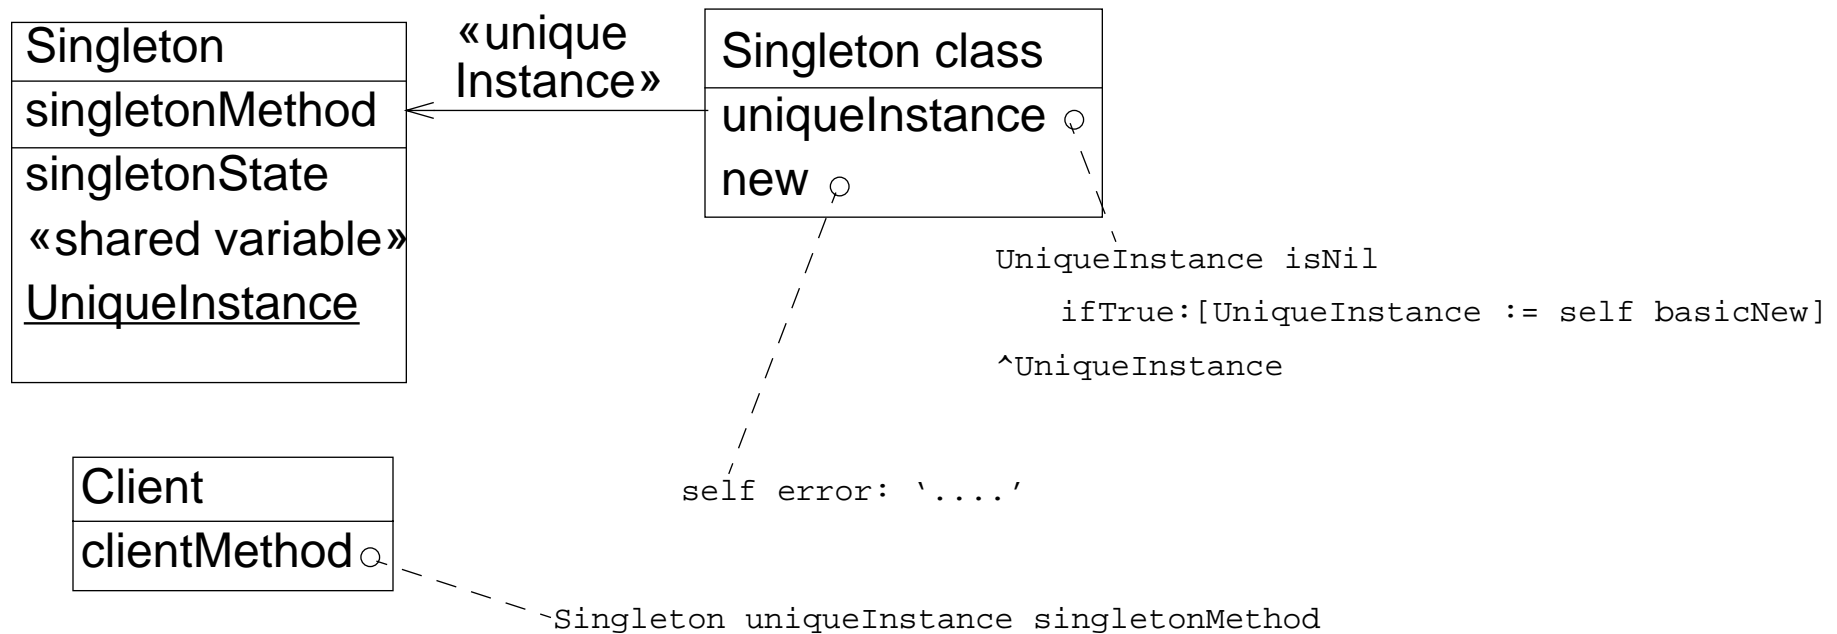 Singleton
singletonMethod
singletonState
«shared variable»
UniqueInstance
«unique
Instance»
Singleton class
uniqueInstance
new
UniqueInstance isNil
ifTrue:[UniqueInstance := self basicNew]
^UniqueInstance
self error: ‘....’
Client
clientMethod
Singleton uniqueInstance singletonMethod